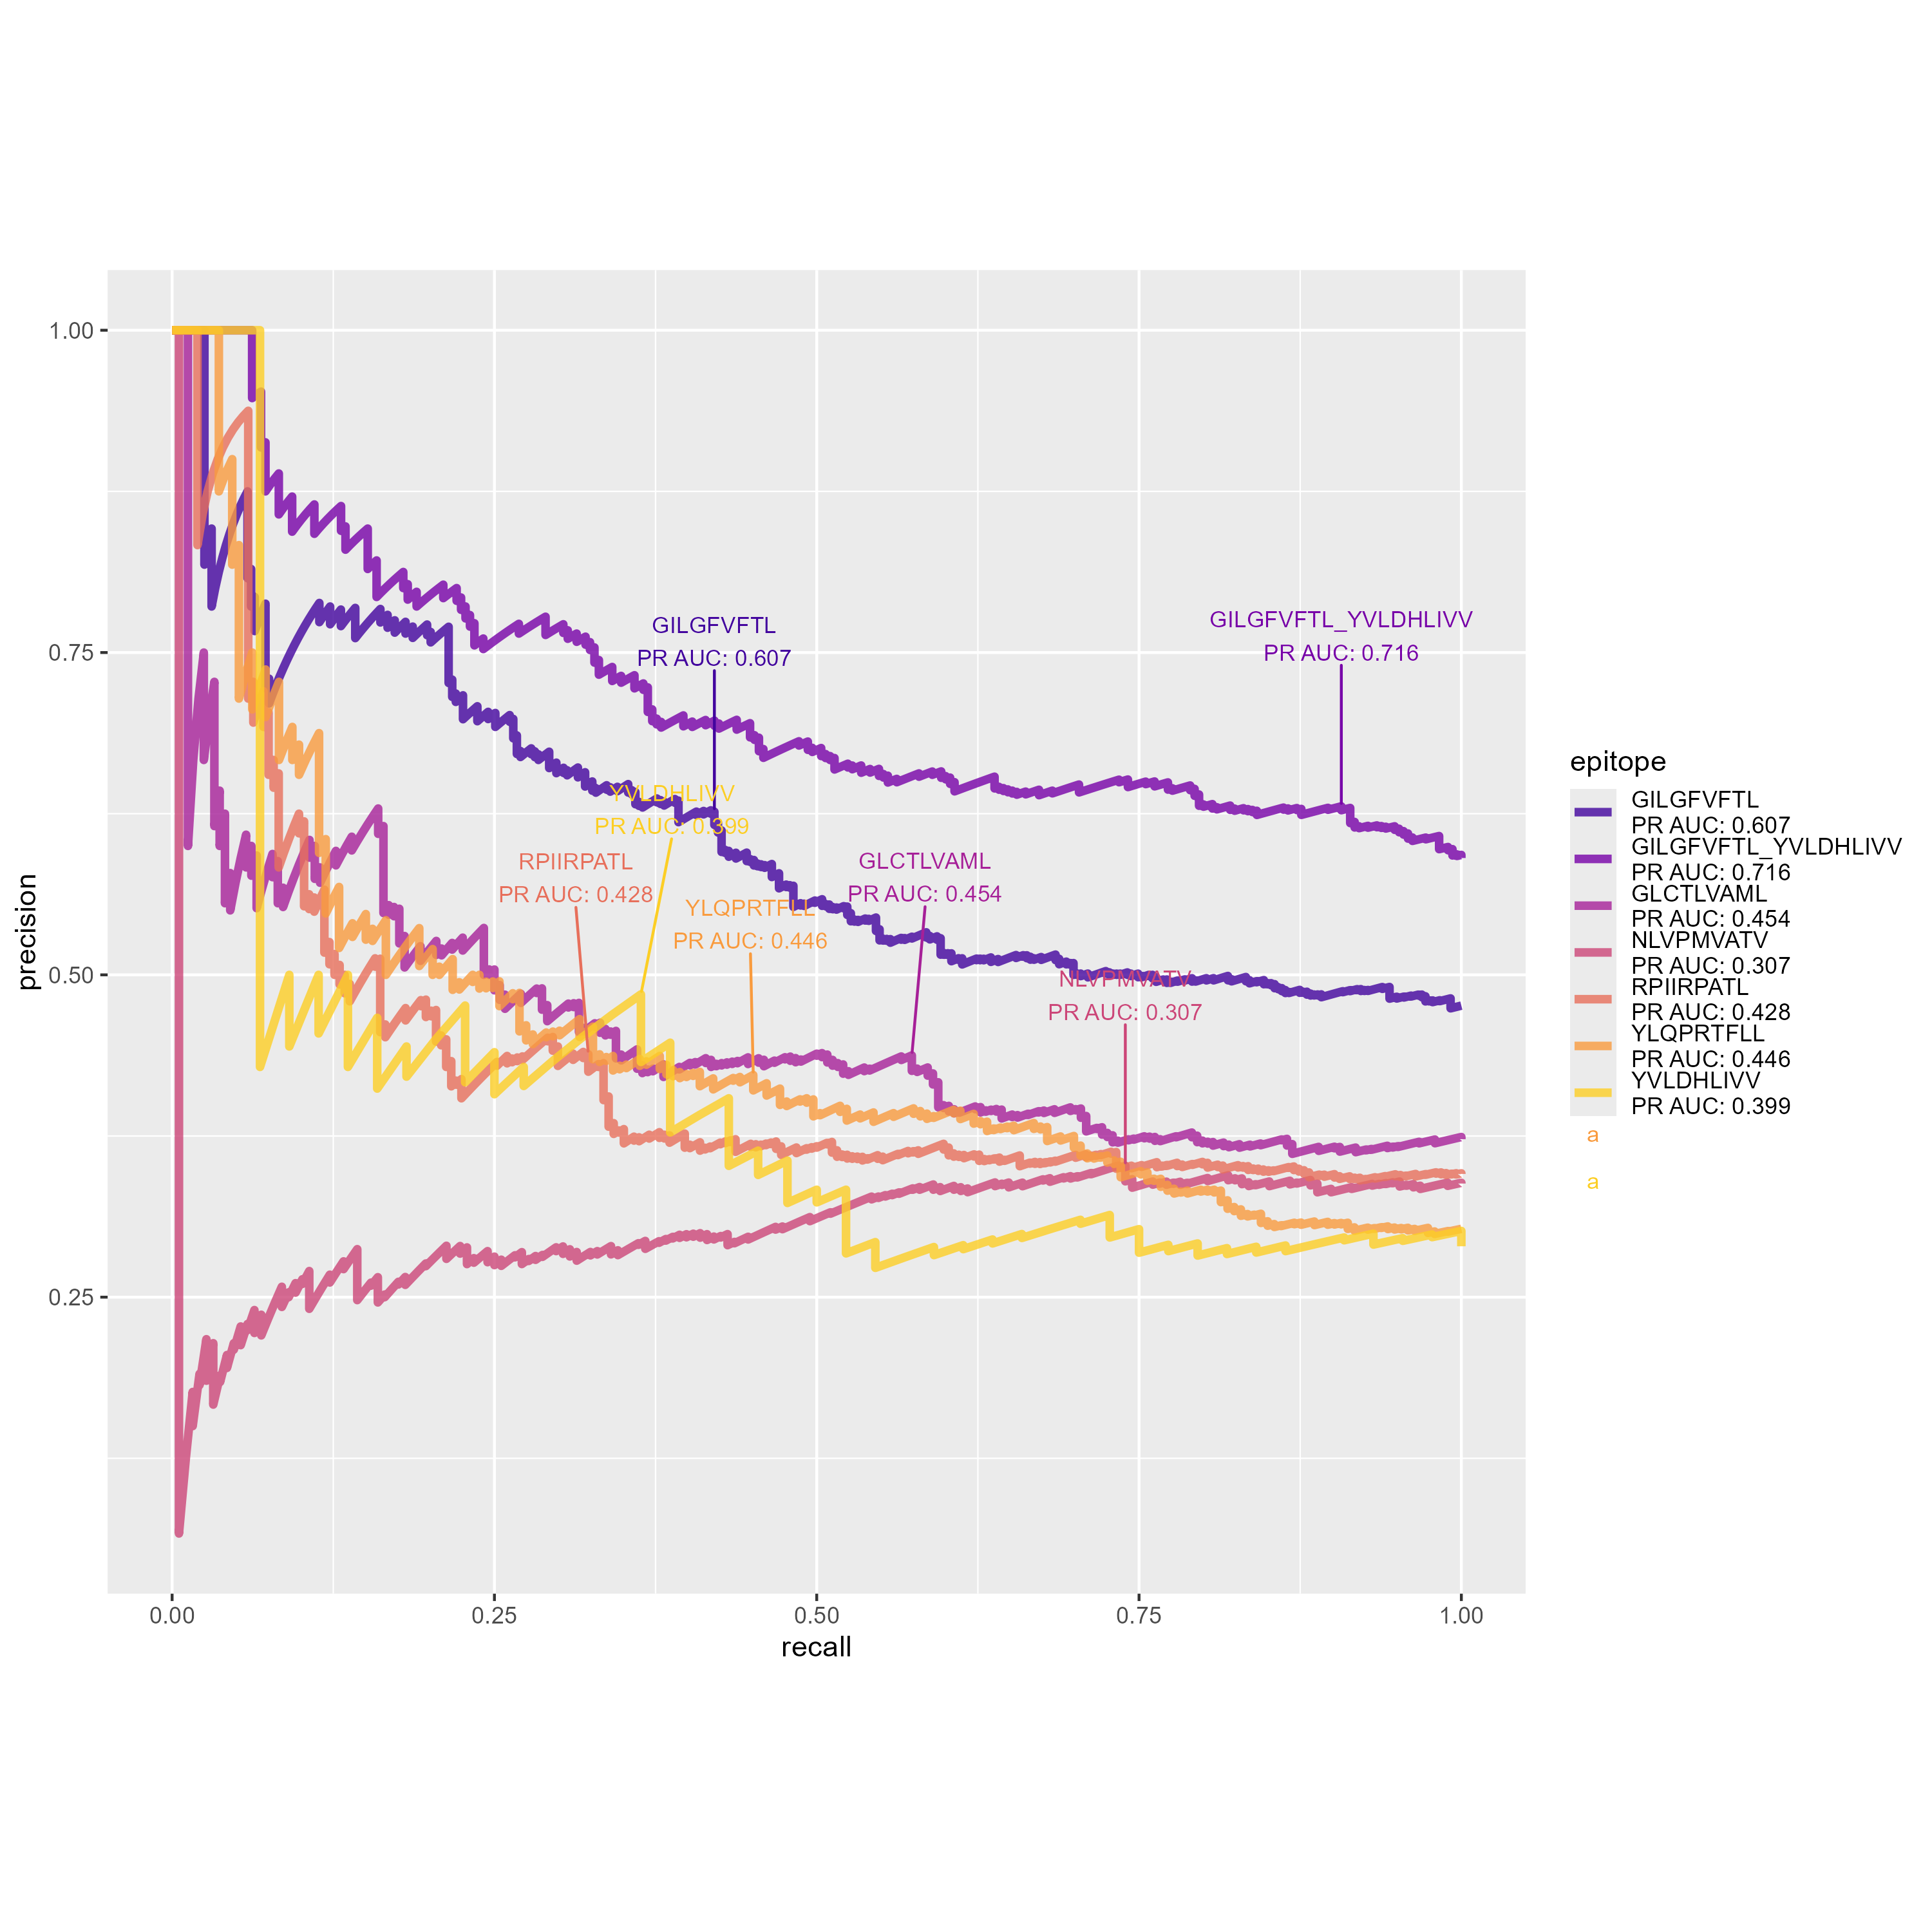 1.00
0.75
0.50
0.25
precision
0.00
0.25
0.50
0.75
1.00
recall
GILGFVFTL
PR AUC: 0.607
GILGFVFTL_YVLDHLIVV
PR AUC: 0.716
YVLDHLIVV
PR AUC: 0.399
RPIIRPATL
PR AUC: 0.428
GLCTLVAML
PR AUC: 0.454
YLQPRTFLL
PR AUC: 0.446
NLVPMVATV
PR AUC: 0.307
epitope
GILGFVFTL
PR AUC: 0.607
GILGFVFTL_YVLDHLIVV
PR AUC: 0.716
GLCTLVAML
PR AUC: 0.454
NLVPMVATV
PR AUC: 0.307
RPIIRPATL
PR AUC: 0.428
YLQPRTFLL
PR AUC: 0.446
YVLDHLIVV
PR AUC: 0.399
a
a